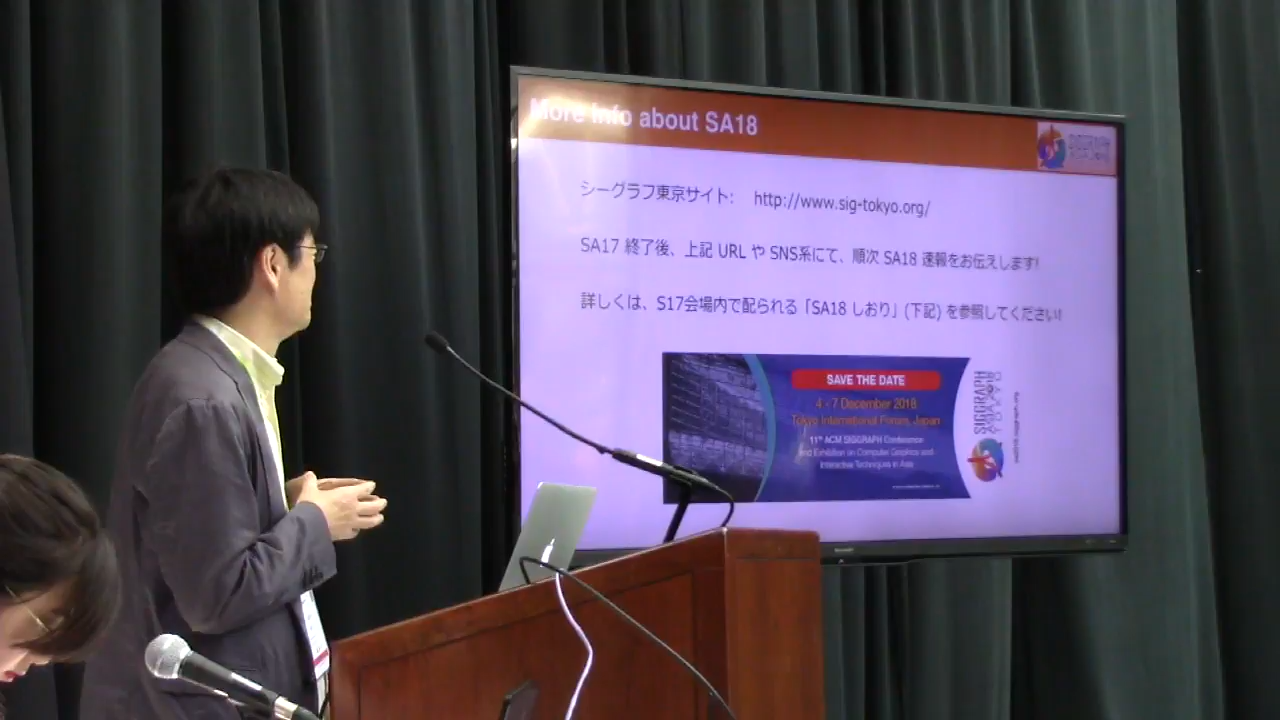 More Info about SA18
シーグラフ東京サイト: http://www.sig-tokyo.org/
SA17 終了後、上記 URL や SNS系にて、順次 SA18 速報をお伝えします!
詳しくは、S17会場内で配られる「SA18 しおり」(下記) を参照してください!
SAVE THE DATE
4 - 7 December 2018
Tokyo International Forum, Japan
11th ACM SIGGRAPH Conference
and Exhibition on Computer Graphics and
Interactive Techniques in Asia
SIGGRAPH